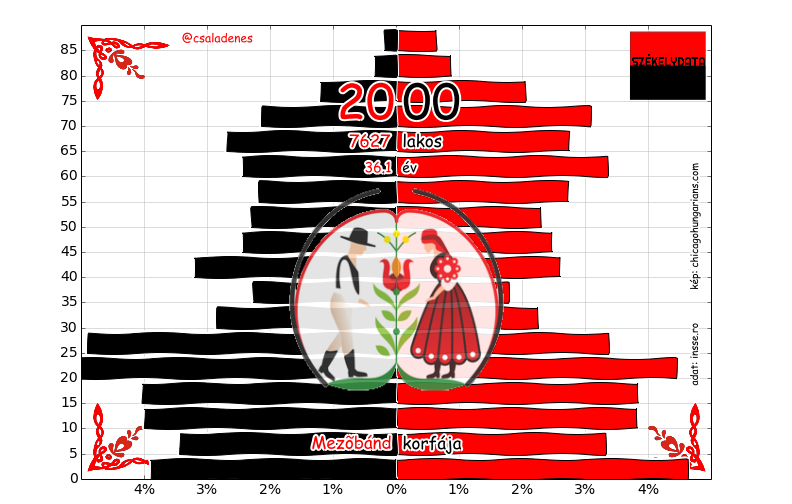 @csaladenes
SZÉKELYDATA
2000
7627 lakos
36.1 év
kép: chicagohungarians.com
adat: insse.ro
Mezőbánd korfája
85
80
75
70
65
60
55
50
45
40
35
30
25
20
15
10
5
0
4% 3% 2% 1% 0% 1% 2% 3% 4%